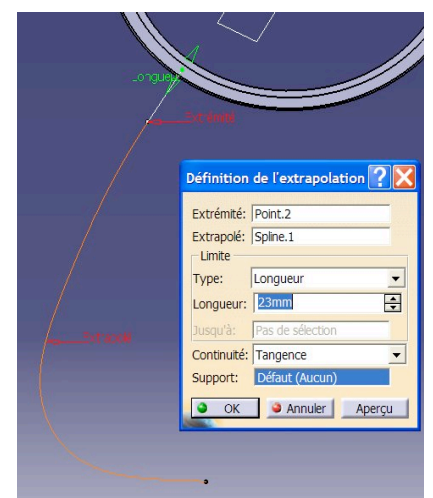 Longueur
Extrémité
Définition de l'extrapolation
Extrémité: Point.2
Extrapolé: Spline.1
Limite
Type: Longueur
Longueur: 23mm
Jusqu'à: Pas de sélection
Continuité: Tangence
Support: Défaut (Aucun)
OK Annuler Aperçu
Extrapolé